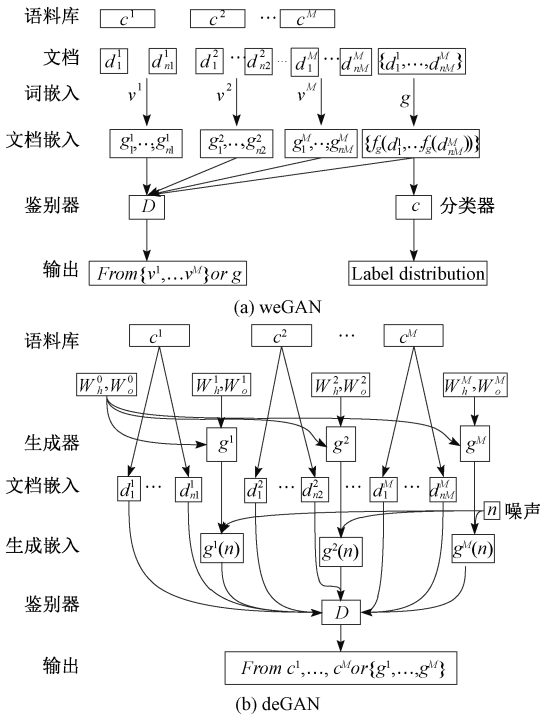 语料库 c^1 c^2 … c^M
文档 d_1^1 d_{n1}^1 d_1^2 … d_{n2}^2 … d_1^M … d_{nM}^M {d_1^1,…,d_{nM}^M}
词嵌入 v^1 v^2 v^M g
文档嵌入 g_1^1,…,g_{n1}^1 g_1^2,…,g_{n2}^2 g_1^M,…,g_{nM}^M {f_g(d_1^1,…f_g(d_{nM}^M))}
鉴别器 D c 分类器
输出 From{v^1,…v^M}or g Label distribution
(a) weGAN
语料库 c^1 c^2 … c^M
W_h^0,W_o^0 W_h^1,W_o^1 W_h^2,W_o^2 W_h^M,W_o^M
生成器 g^1 g^2 g^M
文档嵌入 d_1^1 … d_{n1}^1 … d_1^2 … d_{n2}^2 … d_1^M … d_{nM}^M
n 噪声
生成嵌入 g^1(n) g^2(n) g^M(n)
鉴别器 D
输出 From c^1,…, c^M or{g^1,…,g^M}
(b) deGAN